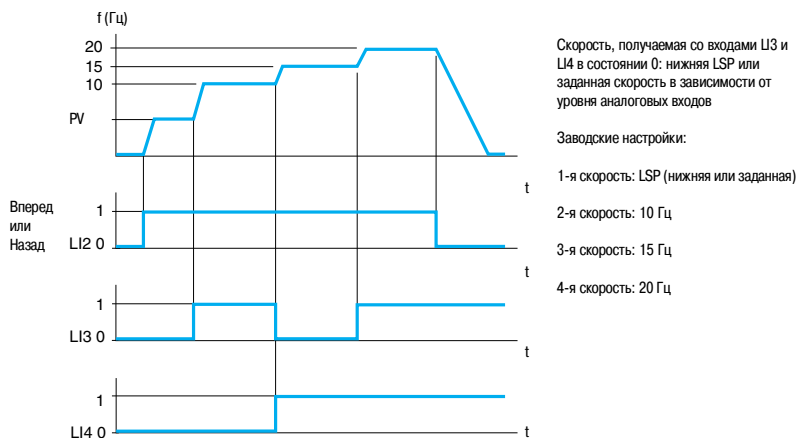 f (Гц)
20
15
10
PV
t
Вперед
или
Назад
1
LI2 0
t
1
LI3 0
t
1
LI4 0
t
Скорость, получаемая со входами LI3 и
LI4 в состоянии 0: нижняя LSP или
заданная скорость в зависимости от
уровня аналоговых входов
Заводские настройки:
1-я скорость: LSP (нижняя или заданная)
2-я скорость: 10 Гц
3-я скорость: 15 Гц
4-я скорость: 20 Гц